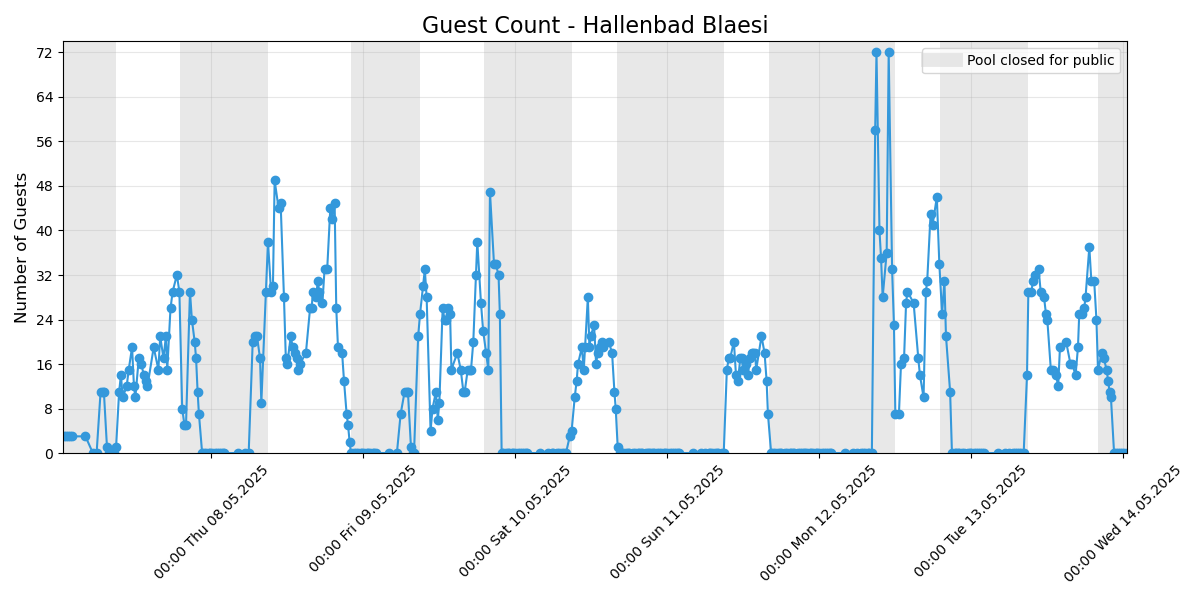 Guest Count - Hallenbad Blaesi
Pool closed for public
Number of Guests
72
64
56
48
40
32
24
16
8
0
00:00 Thu 08.05.2025
00:00 Fri 09.05.2025
00:00 Sat 10.05.2025
00:00 Sun 11.05.2025
00:00 Mon 12.05.2025
00:00 Tue 13.05.2025
00:00 Wed 14.05.2025